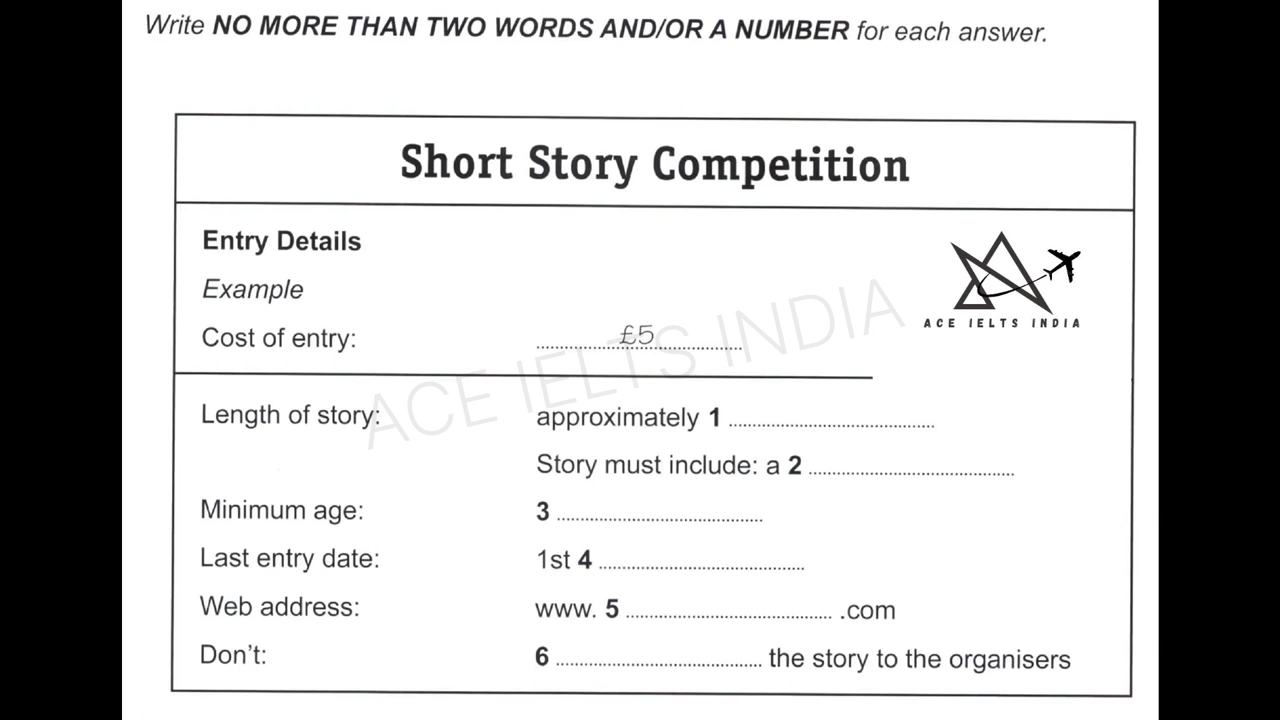 Write NO MORE THAN TWO WORDS AND/OR A NUMBER for each answer.
Short Story Competition
Entry Details
Example
Cost of entry: £5
ACE IELTS INDIA
ACE IELTS INDIA
Length of story: approximately 1 ........................................
Story must include: a 2 ........................................
Minimum age: 3 ........................................
Last entry date: 1st 4 ........................................
Web address: www. 5 ........................................ .com
Don't: 6 ........................................ the story to the organisers